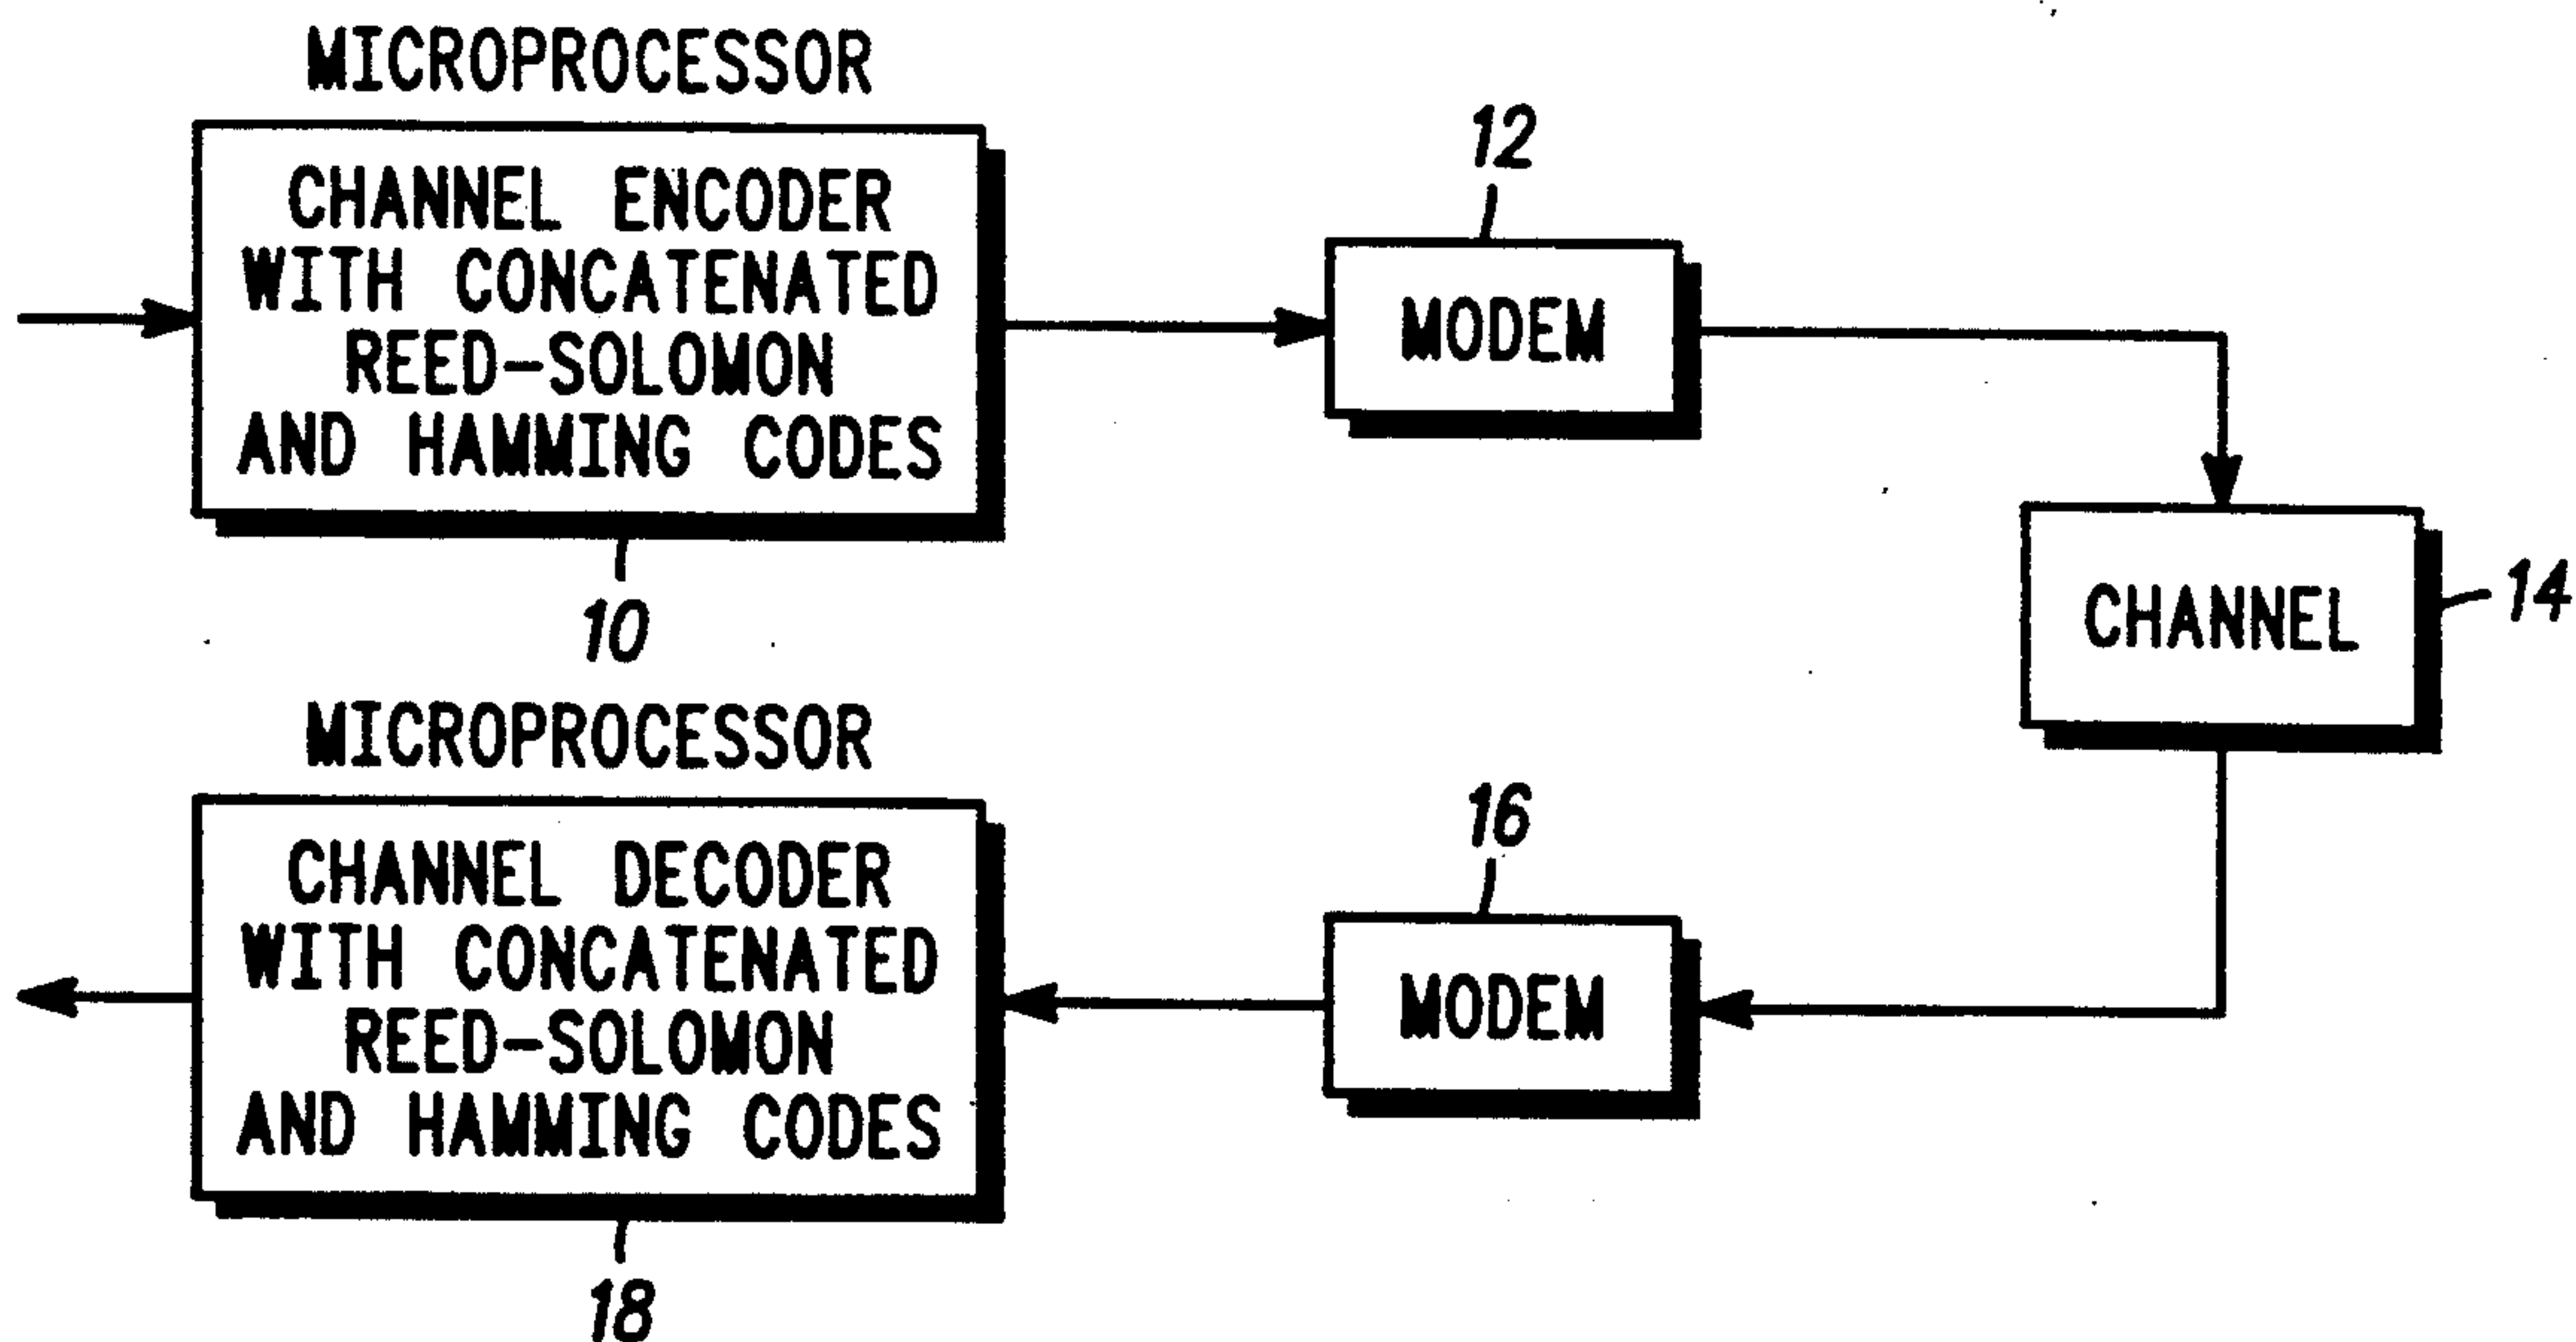 MICROPROCESSOR
CHANNEL ENCODER
WITH CONCATENATED
REED-SOLOMON
AND HAMMING CODES
10
12
MODEM
CHANNEL
14
MICROPROCESSOR
CHANNEL DECODER
WITH CONCATENATED
REED-SOLOMON
AND HAMMING CODES
18
16
MODEM